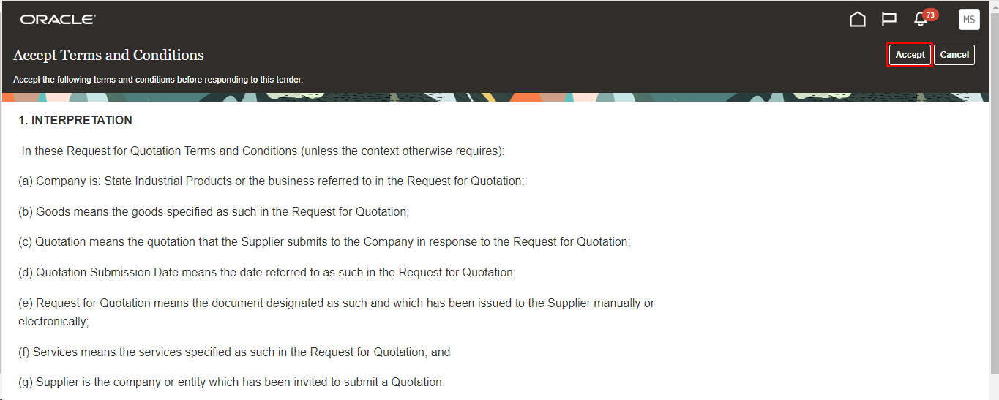 ORACLE
73
MS
Accept Terms and Conditions
Accept Cancel
Accept the following terms and conditions before responding to this tender.
1. INTERPRETATION
In these Request for Quotation Terms and Conditions (unless the context otherwise requires):
(a) Company is: State Industrial Products or the business referred to in the Request for Quotation;
(b) Goods means the goods specified as such in the Request for Quotation;
(c) Quotation means the quotation that the Supplier submits to the Company in response to the Request for Quotation;
(d) Quotation Submission Date means the date referred to as such in the Request for Quotation;
(e) Request for Quotation means the document designated as such and which has been issued to the Supplier manually or
electronically;
(f) Services means the services specified as such in the Request for Quotation; and
(g) Supplier is the company or entity which has been invited to submit a Quotation.